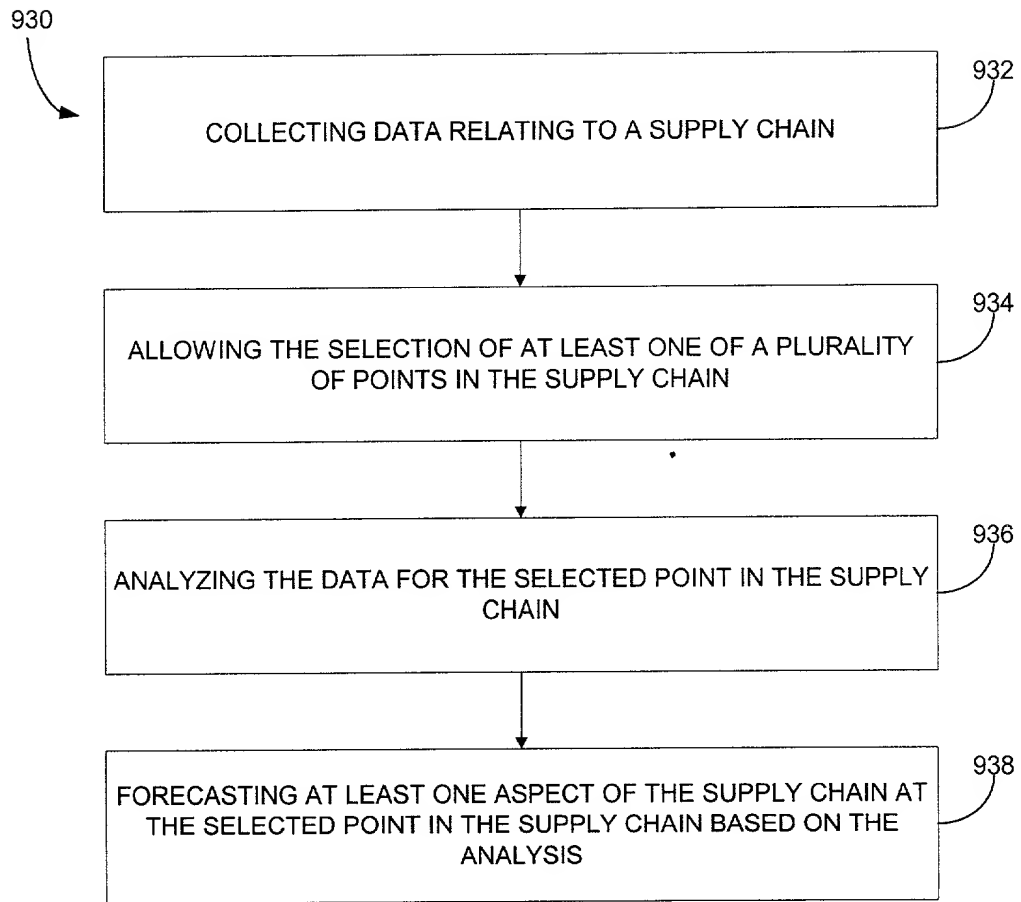 930
932
COLLECTING DATA RELATING TO A SUPPLY CHAIN
934
ALLOWING THE SELECTION OF AT LEAST ONE OF A PLURALITY
OF POINTS IN THE SUPPLY CHAIN
936
ANALYZING THE DATA FOR THE SELECTED POINT IN THE SUPPLY
CHAIN
938
FORECASTING AT LEAST ONE ASPECT OF THE SUPPLY CHAIN AT
THE SELECTED POINT IN THE SUPPLY CHAIN BASED ON THE
ANALYSIS